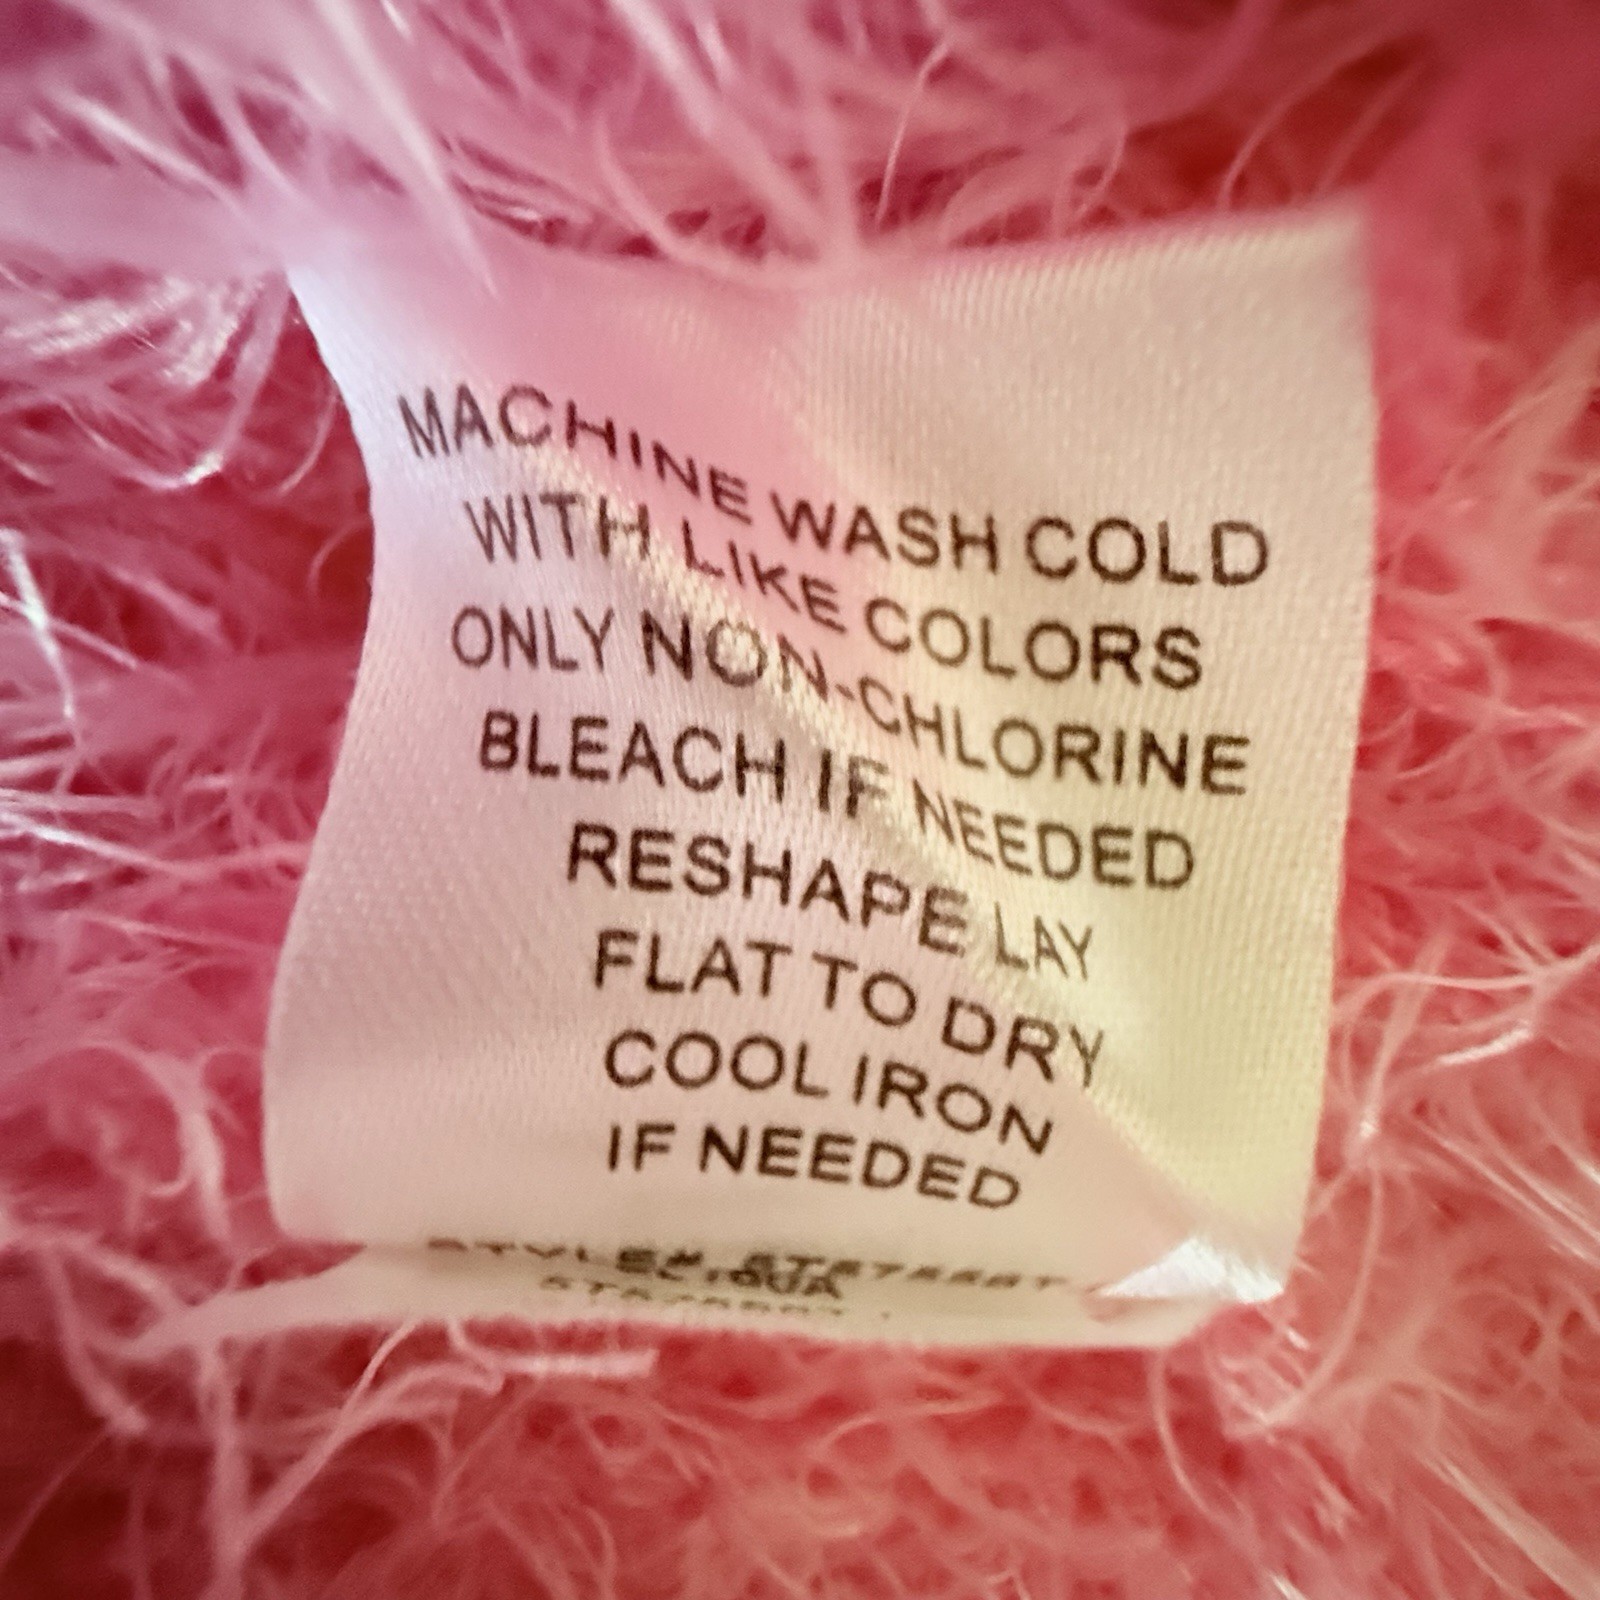 MACHINE WASH COLD
WITH LIKE COLORS
ONLY NON-CHLORINE
BLEACH IF NEEDED
RESHAPE LAY
FLAT TO DRY
COOL IRON
IF NEEDED
STYLE#